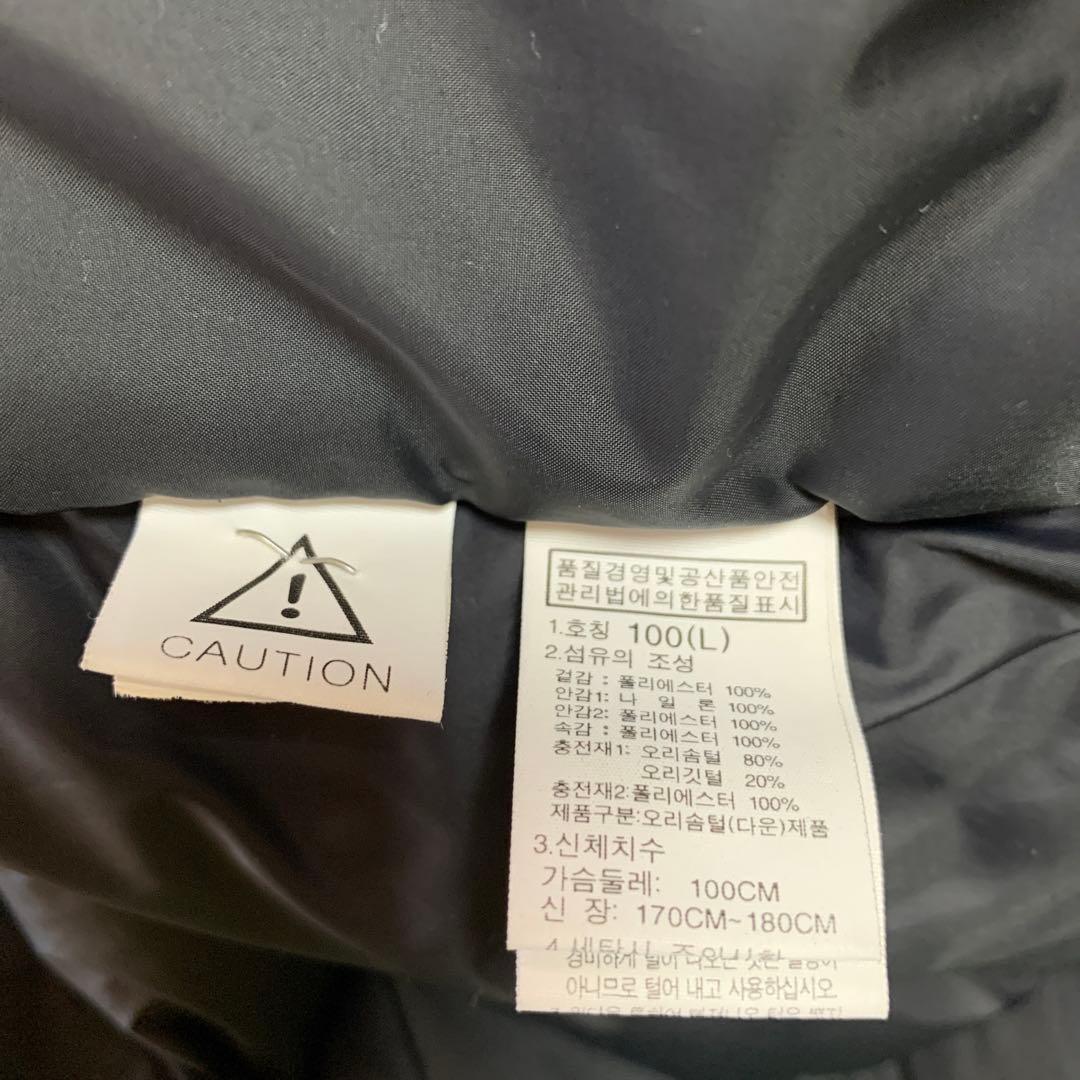 CAUTION
품질경영및공산품안전
관리법에의한품질표시
1.호칭 100(L)
2.섬유의 조성
겉감 : 폴리에스터 100%
안감1: 나 일 론 100%
안감2: 폴리에스터 100%
속감 : 폴리에스터 100%
충전재1: 오리솜털 80%
오리깃털 20%
충전재2:폴리에스터 100%
제품구분:오리솜털(다운)제품
3.신체치수
가슴둘레: 100CM
신 장: 170CM~180CM
아니므로 털어 내고 사용하십시오